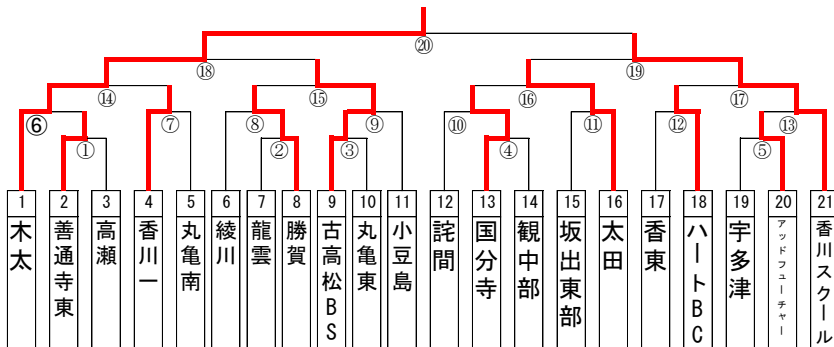 ⑳
⑱ ⑲
⑭ ⑮ ⑯ ⑰
⑥ ⑦ ⑧ ⑨ ⑩ ⑪ ⑫ ⑬
① ② ③ ④ ⑤
1 2 3 4 5 6 7 8 9 10 11 12 13 14 15 16 17 18 19 20 21
木太
善通寺東
高瀬
香川一
丸亀南
綾川
龍雲
勝賀
古高松BS
丸亀東
小豆島
詫間
国分寺
観中部
坂出東部
太田
香東
ハートBC
宇多津
アッドフューチャー
香川スクール